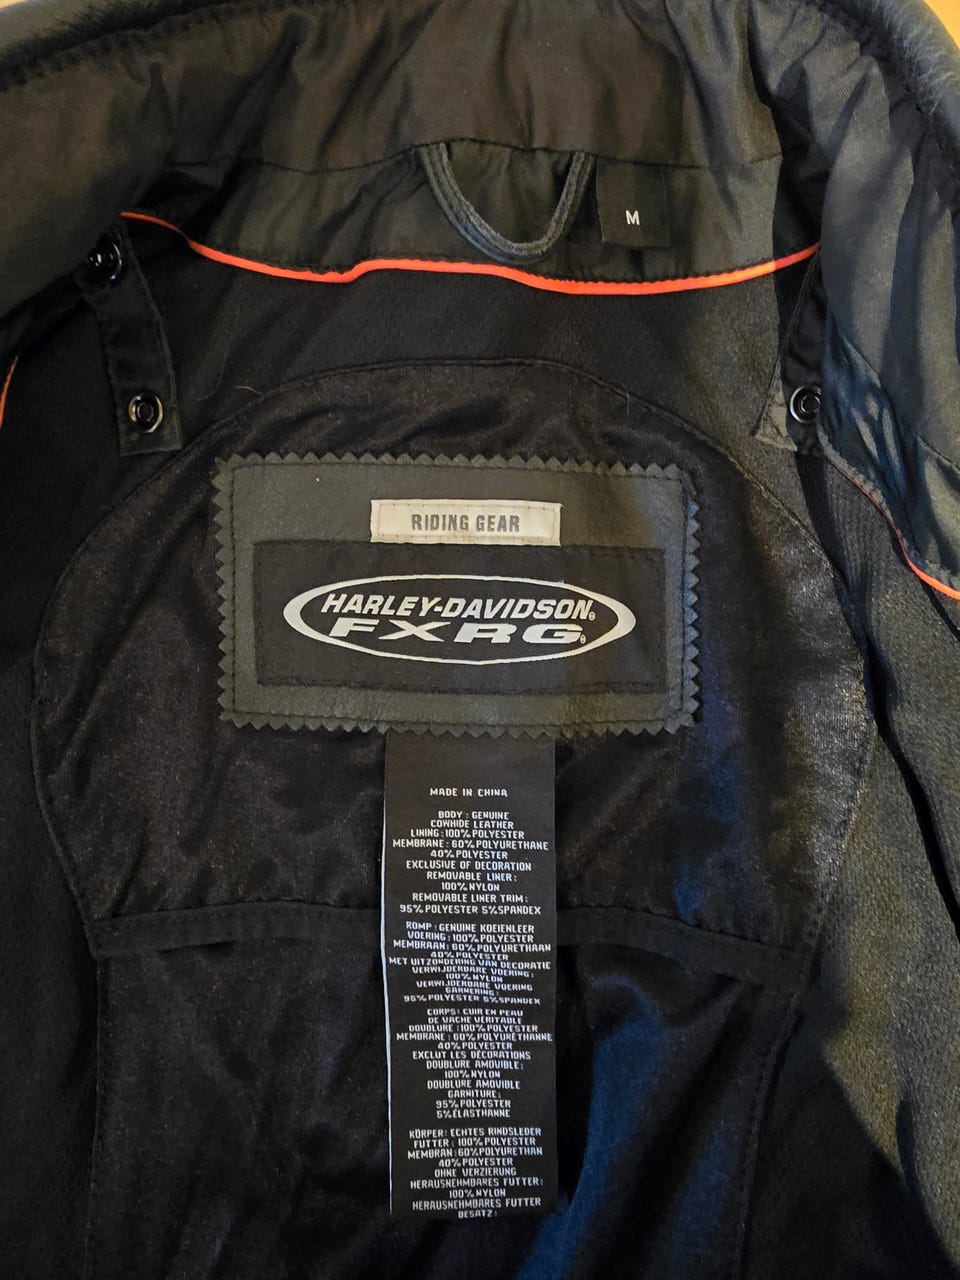 M
RIDING GEAR
HARLEY-DAVIDSON®
FXRG®
MADE IN CHINA
BODY : GENUINE
COWHIDE LEATHER
LINING : 100% POLYESTER
MEMBRANE : 60% POLYURETHANE
40% POLYESTER
EXCLUSIVE OF DECORATION
REMOVABLE LINER :
100% NYLON
REMOVABLE LINER TRIM :
95% POLYESTER 5% SPANDEX
ROMP : GENUINE KOEIENLEER
VOERING : 100% POLYESTER
MEMBRAAN : 60% POLYURETHAAN
40% POLYESTER
MET UITZONDERING VAN DECORATIE
VERWIJDERBARE VOERING :
100% NYLON
VERWIJDERBARE VOERING
GARNERING :
95% POLYESTER 5% SPANDEX
CORPS : CUIR EN PEAU
DE VACHE VÉRITABLE
DOUBLURE : 100% POLYESTER
MEMBRANE : 60% POLYURÉTHANNE
40% POLYESTER
EXCLUT LES DÉCORATIONS
DOUBLURE AMOVIBLE :
100% NYLON
DOUBLURE AMOVIBLE
GARNITURE :
95% POLYESTER
5% ÉLASTHANNE
KÖRPER : ECHTES RINDSLEDER
FUTTER : 100% POLYESTER
MEMBRAN : 60% POLYURETHAN
40% POLYESTER
OHNE VERZIERUNG
HERAUSNEHMBARES FUTTER :
100% NYLON
HERAUSNEHMBARES FUTTER
BESATZ :